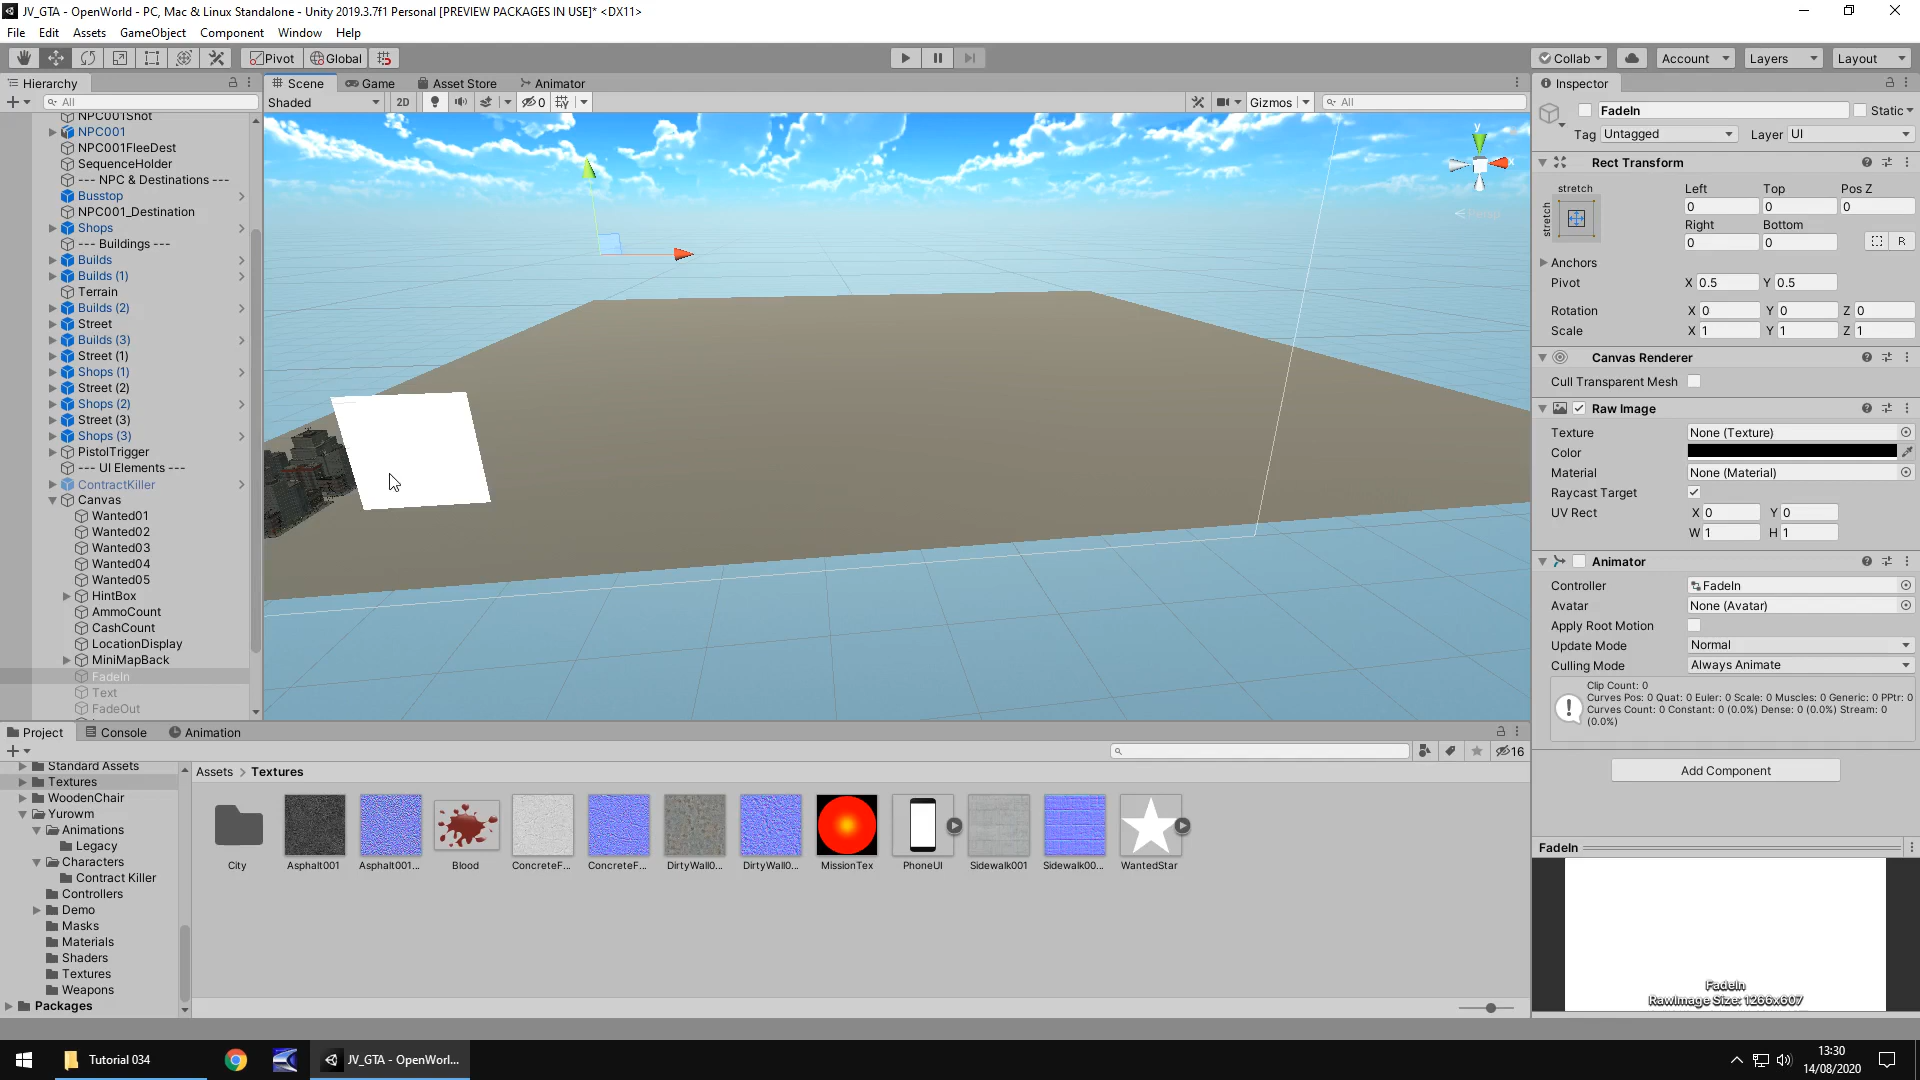 JV_GTA - OpenWorld - PC, Mac & Linux Standalone - Unity 2019.3.7f1 Personal [PREVIEW PACKAGES IN USE]* <DX11>
File Edit Assets GameObject Component Window Help
Pivot Global Collab Account Layers Layout
Hierarchy Scene Game Asset Store Animator Inspector
All Shaded 2D 0 Gizmos All
NPC001Shot
NPC001
NPC001FleeDest
SequenceHolder
--- NPC & Destinations ---
Busstop
NPC001_Destination
Shops
--- Buildings ---
Builds
Builds (1)
Terrain
Builds (2)
Street
Builds (3)
Street (1)
Shops (1)
Street (2)
Shops (2)
Street (3)
Shops (3)
PistolTrigger
--- UI Elements ---
ContractKiller
Canvas
Wanted01
Wanted02
Wanted03
Wanted04
Wanted05
HintBox
AmmoCount
CashCount
LocationDisplay
MiniMapBack
FadeIn
Text
FadeOut
y
x
Persp
FadeIn Static
Tag Untagged Layer UI
Rect Transform
stretch Left Top Pos Z
stretch 0 0 0
Right Bottom
0 0 R
Anchors
Pivot X 0.5 Y 0.5
Rotation X 0 Y 0 Z 0
Scale X 1 Y 1 Z 1
Canvas Renderer
Cull Transparent Mesh
Raw Image
Texture None (Texture)
Color
Material None (Material)
Raycast Target
UV Rect X 0 Y 0
W 1 H 1
Animator
Controller FadeIn
Avatar None (Avatar)
Apply Root Motion
Update Mode Normal
Culling Mode Always Animate
Clip Count: 0
Curves Pos: 0 Quat: 0 Euler: 0 Scale: 0 Muscles: 0 Generic: 0 PPtr: 0
Curves Count: 0 Constant: 0 (0.0%) Dense: 0 (0.0%) Stream: 0
(0.0%)
Add Component
FadeIn
FadeIn
RawImage Size: 1266x607
Project Console Animation
16
Standard Assets
Textures
WoodenChair
Yurowm
Animations
Legacy
Characters
Contract Killer
Controllers
Demo
Masks
Materials
Shaders
Textures
Weapons
Packages
Assets > Textures
City Asphalt001 Asphalt001... Blood ConcreteF... ConcreteF... DirtyWall0... DirtyWall0... MissionTex PhoneUI Sidewalk001 Sidewalk00... WantedStar
Tutorial 034 JV_GTA - OpenWorl...
13:30
14/08/2020